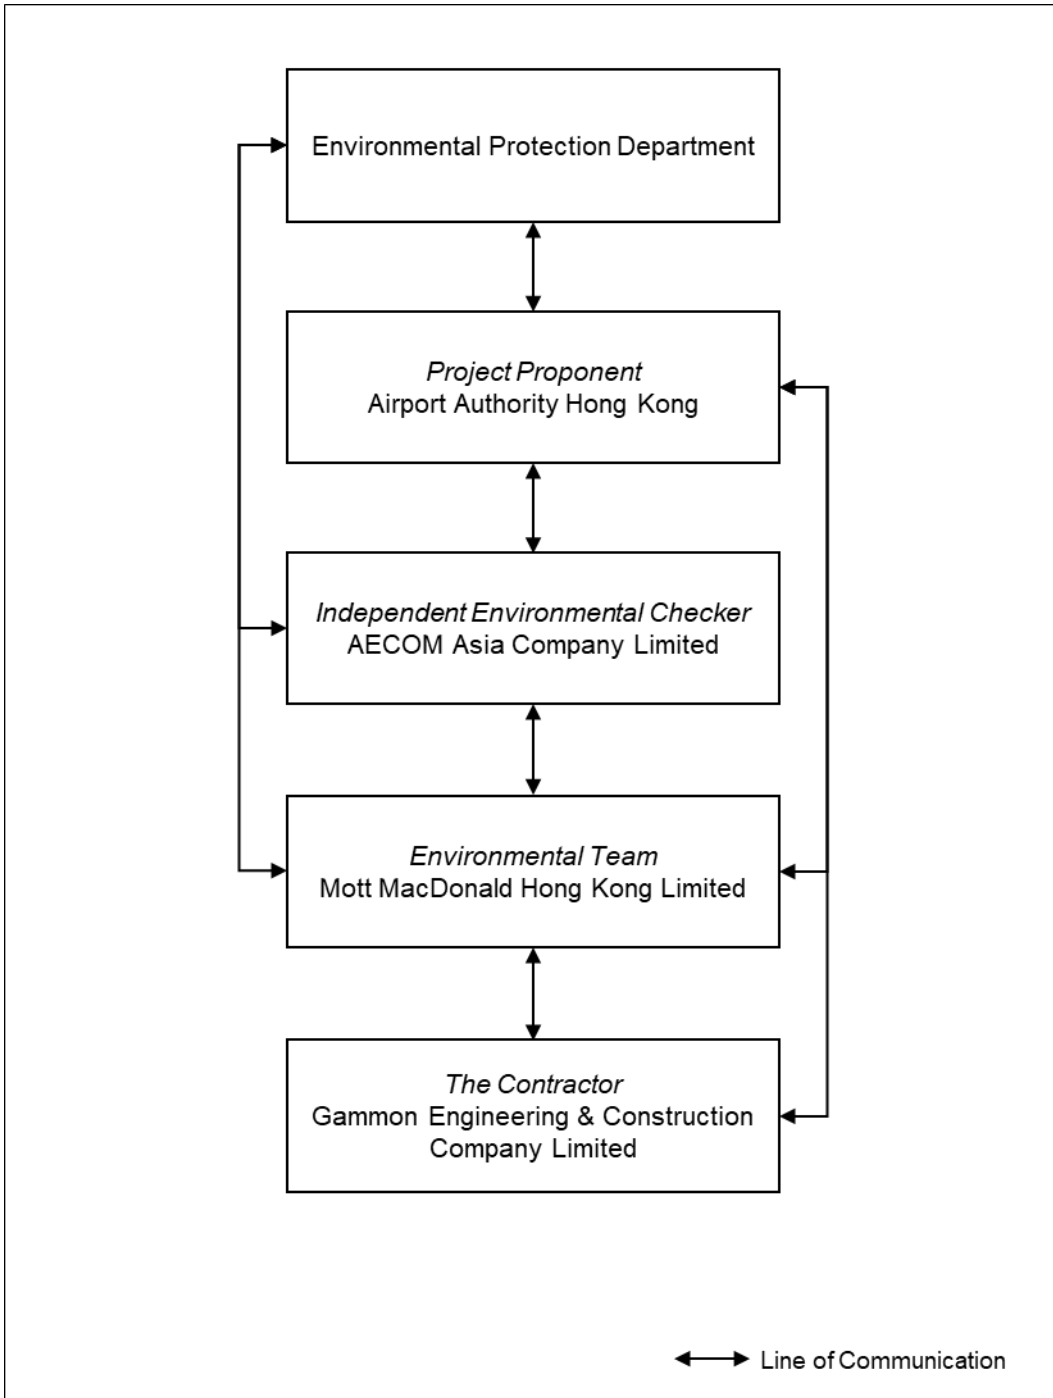 Environmental Protection Department
Project Proponent
Airport Authority Hong Kong
Independent Environmental Checker
AECOM Asia Company Limited
Environmental Team
Mott MacDonald Hong Kong Limited
The Contractor
Gammon Engineering & Construction
Company Limited
Line of Communication